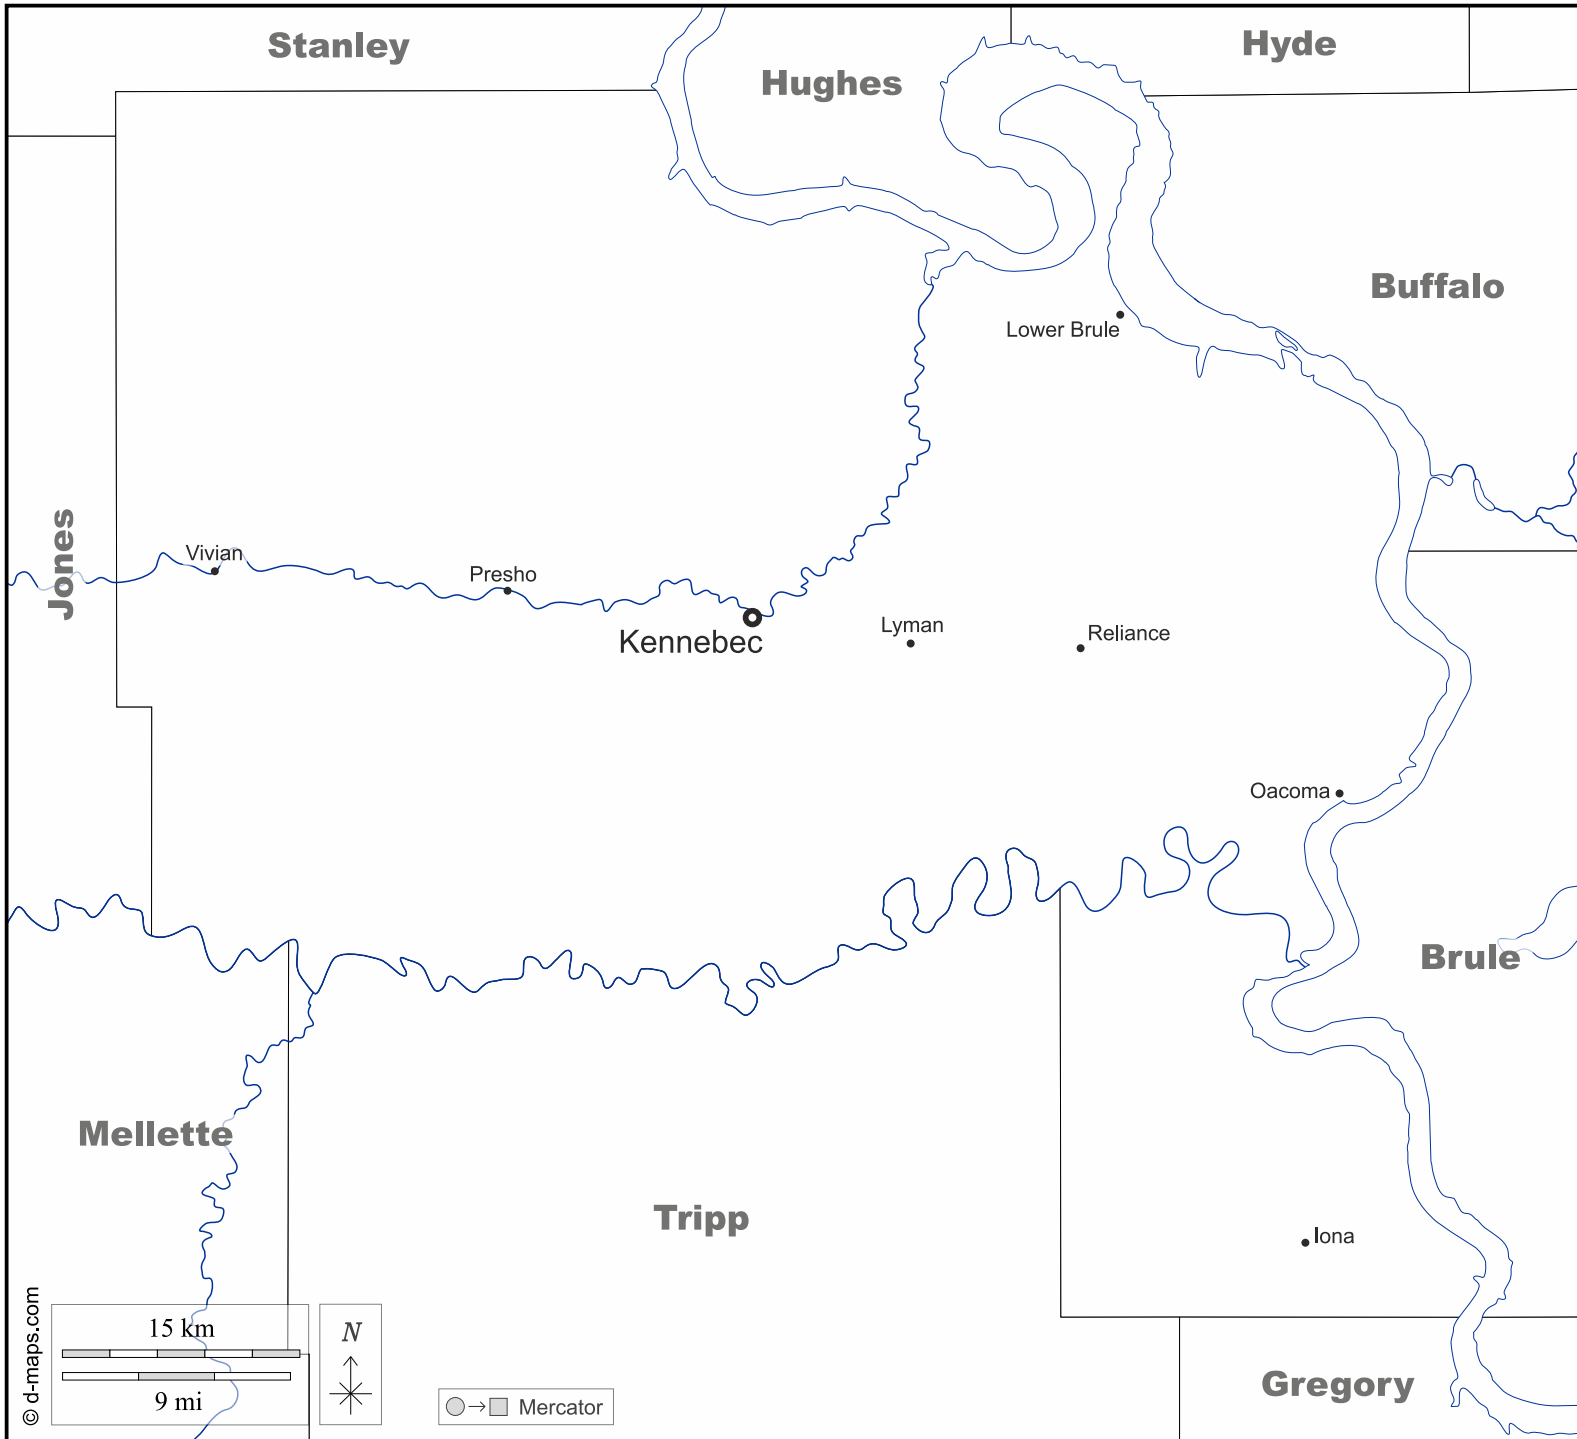 Stanley
Hyde
Hughes
Buffalo
Lower Brule
Jones
Vivian
Presho
Kennebec
Lyman
Reliance
Oacoma
Brule
Mellette
Tripp
Iona
Gregory
© d-maps.com
15 km
9 mi
N
Mercator